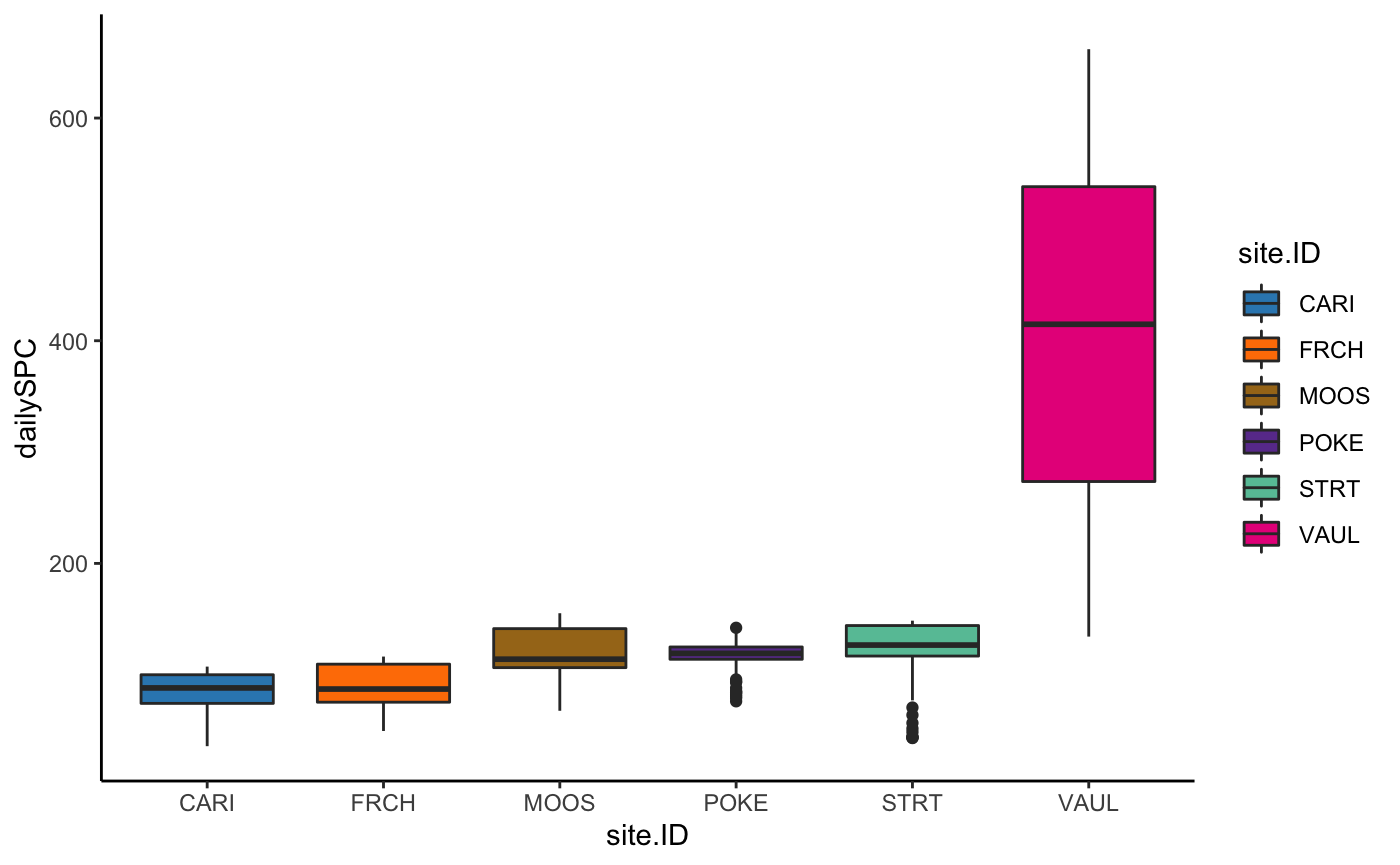 dailySPC
600
400
200
CARI FRCH MOOS POKE STRT VAUL
site.ID
site.ID
CARI
FRCH
MOOS
POKE
STRT
VAUL